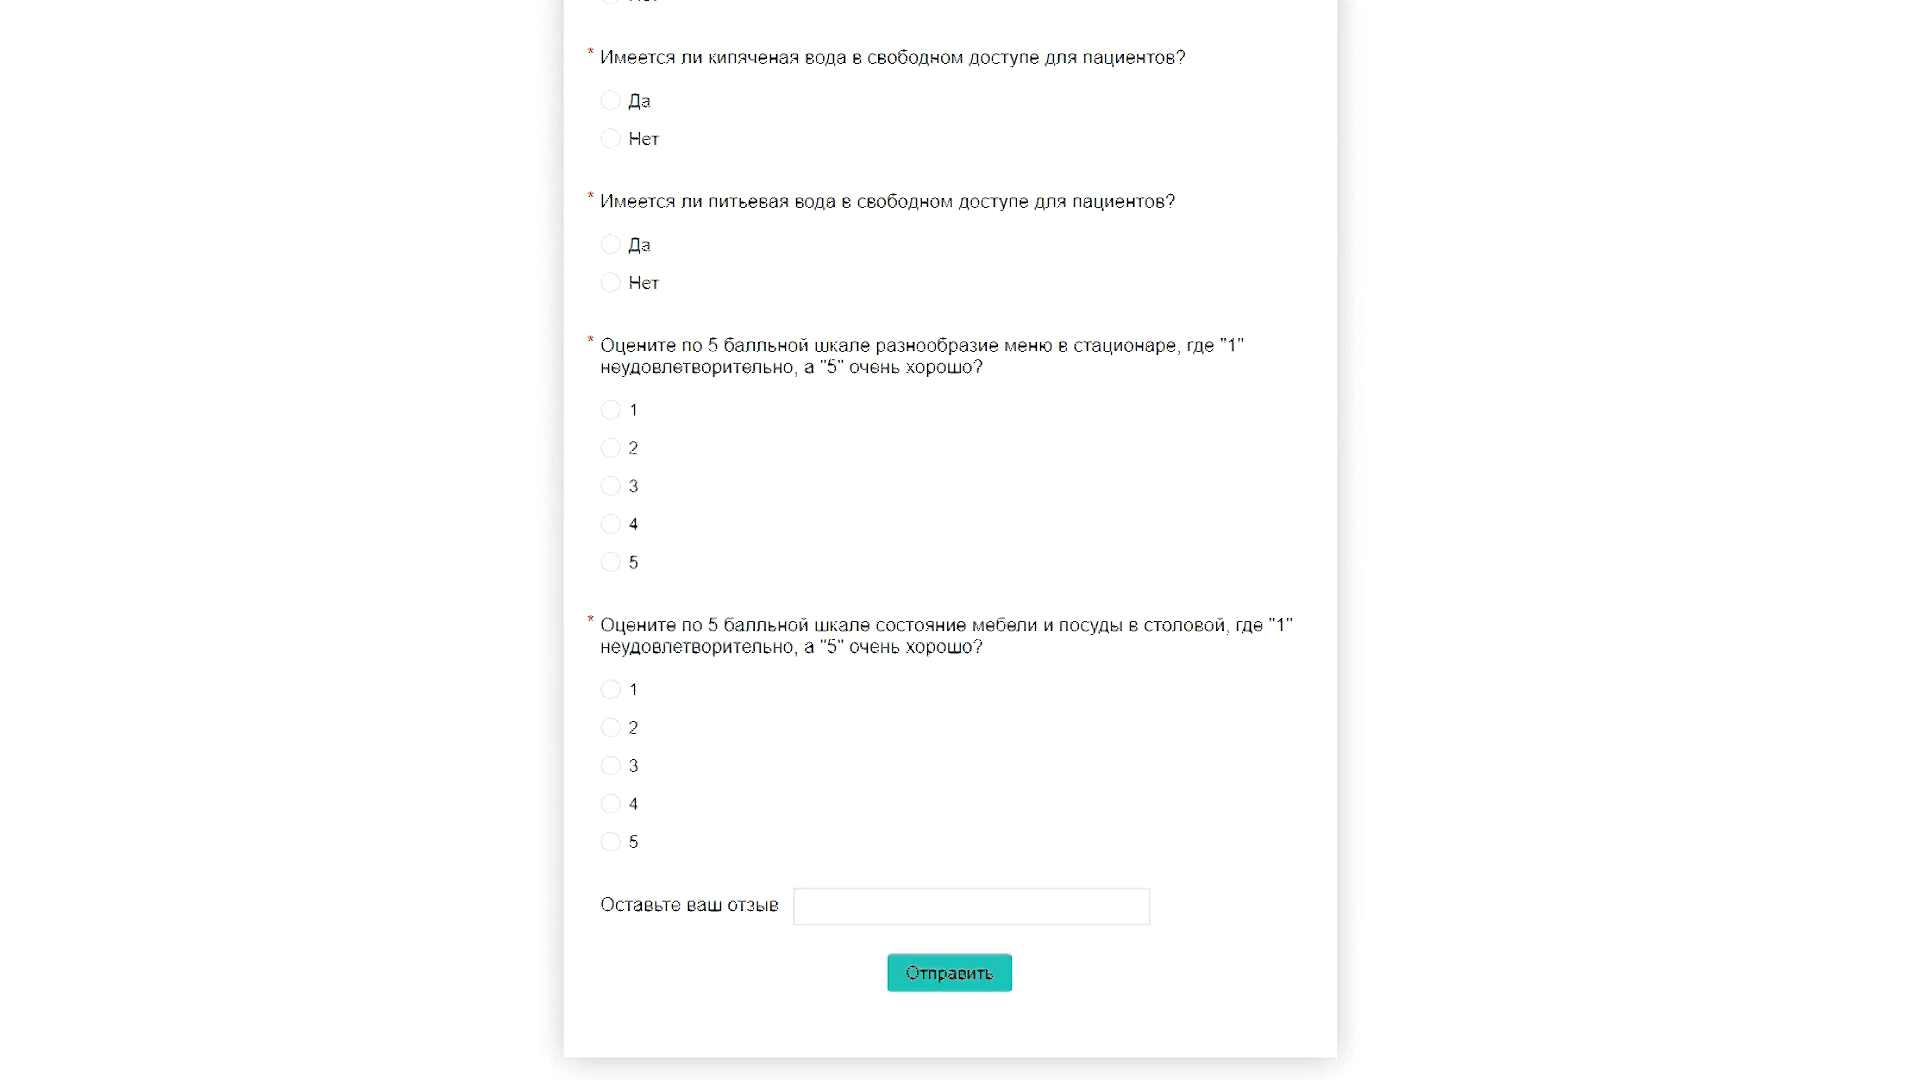 * Имеется ли кипяченая вода в свободном доступе для пациентов?
Да
Нет
* Имеется ли питьевая вода в свободном доступе для пациентов?
Да
Нет
* Оцените по 5 балльной шкале разнообразие меню в стационаре, где "1"
неудовлетворительно, а "5" очень хорошо?
1
2
3
4
5
* Оцените по 5 балльной шкале состояние мебели и посуды в столовой, где "1"
неудовлетворительно, а "5" очень хорошо?
1
2
3
4
5
Оставьте ваш отзыв
Отправить